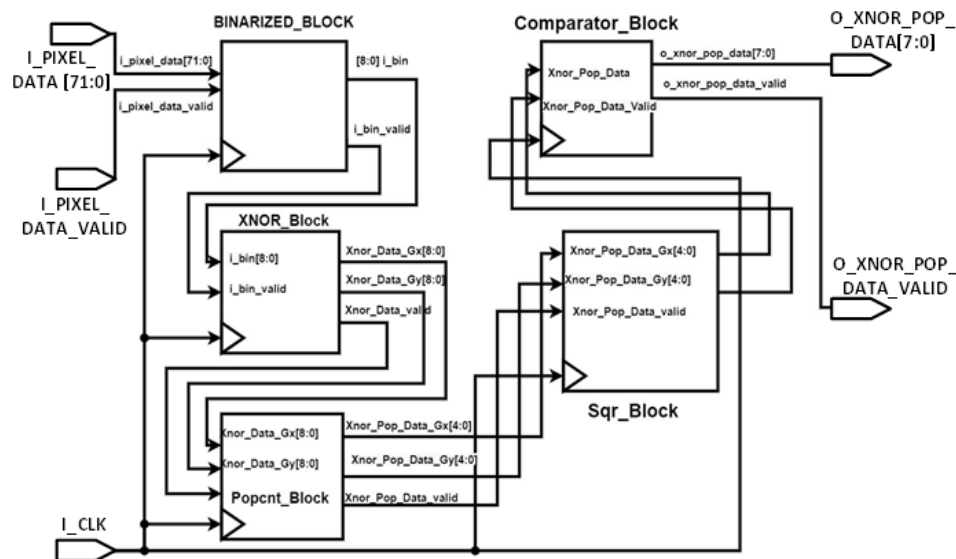 BINARIZED_BLOCK
Comparator_Block
O_XNOR_POP_
DATA[7:0]
I_PIXEL_
DATA [71:0]
i_pixel_data[71:0]
[8:0] i_bin
i_pixel_data_valid
i_bin_valid
Xnor_Pop_Data
Xnor_Pop_Data_Valid
o_xnor_pop_data[7:0]
o_xnor_pop_data_valid
I_PIXEL_
DATA_VALID
XNOR_Block
i_bin[8:0]
i_bin_valid
Xnor_Data_Gx[8:0]
Xnor_Data_Gy[8:0]
Xnor_Data_valid
Xnor_Pop_Data_Gx[4:0]
Xnor_Pop_Data_Gy[4:0]
Xnor_Pop_Data_valid
O_XNOR_POP_
DATA_VALID
Sqr_Block
Xnor_Data_Gx[8:0]
Xnor_Data_Gy[8:0]
Popcnt_Block
Xnor_Pop_Data_Gx[4:0]
Xnor_Pop_Data_Gy[4:0]
Xnor_Pop_Data_valid
I_CLK